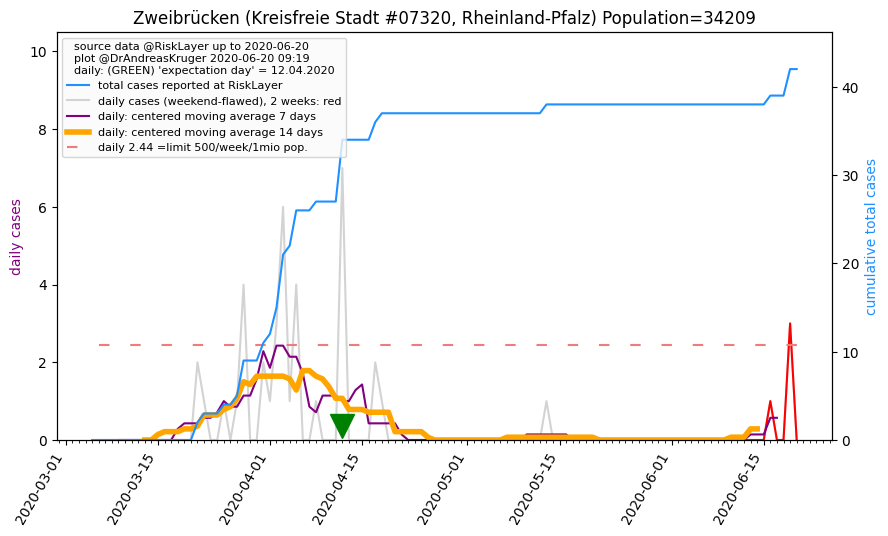 Zweibrücken (Kreisfreie Stadt #07320, Rheinland-Pfalz) Population=34209
source data @RiskLayer up to 2020-06-20
plot @DrAndreasKruger 2020-06-20 09:19
daily: (GREEN) 'expectation day' = 12.04.2020
total cases reported at RiskLayer
daily cases (weekend-flawed), 2 weeks: red
daily: centered moving average 7 days
daily: centered moving average 14 days
daily 2.44 =limit 500/week/1mio pop.
daily cases
10
8
6
4
2
0
cumulative total cases
40
30
20
10
0
2020-03-01
2020-03-15
2020-04-01
2020-04-15
2020-05-01
2020-05-15
2020-06-01
2020-06-15